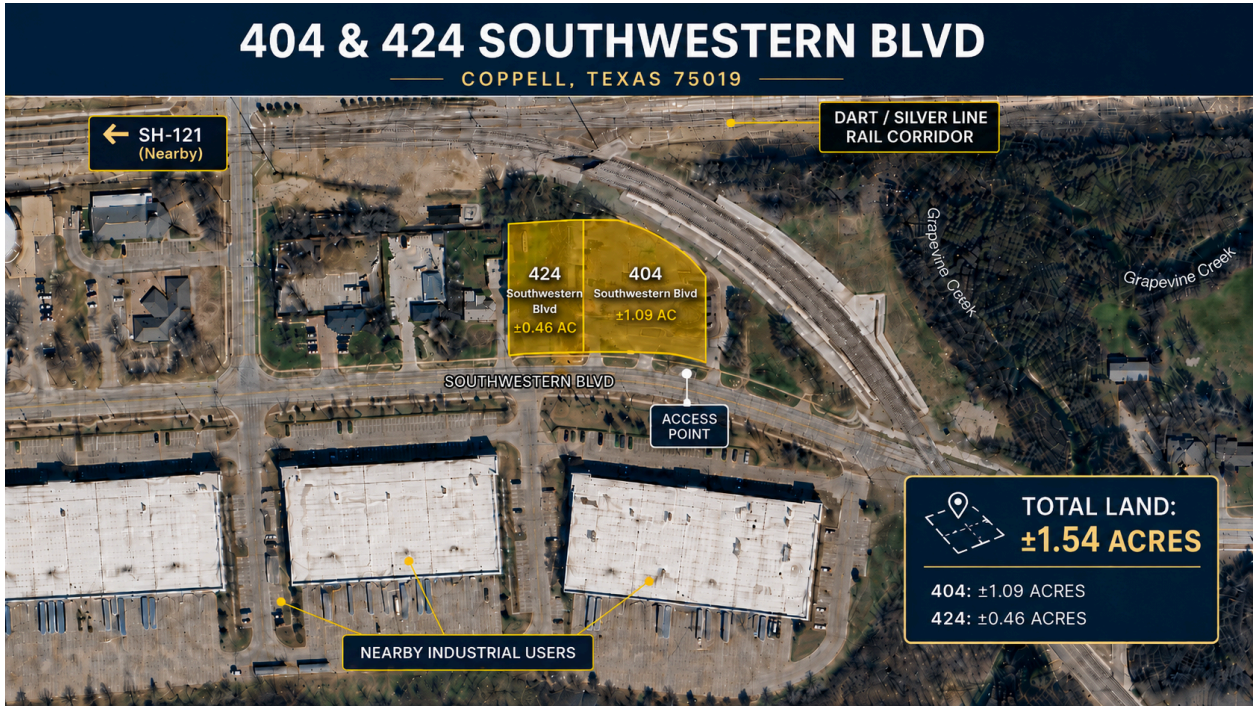 404 & 424 SOUTHWESTERN BLVD
COPPELL, TEXAS 75019
← SH-121
(Nearby)
DART / SILVER LINE
RAIL CORRIDOR
Grapevine Creek
Grapevine Creek
424
Southwestern
Blvd
±0.46 AC
404
Southwestern Blvd
±1.09 AC
SOUTHWESTERN BLVD
ACCESS
POINT
NEARBY INDUSTRIAL USERS
TOTAL LAND:
±1.54 ACRES
404: ±1.09 ACRES
424: ±0.46 ACRES